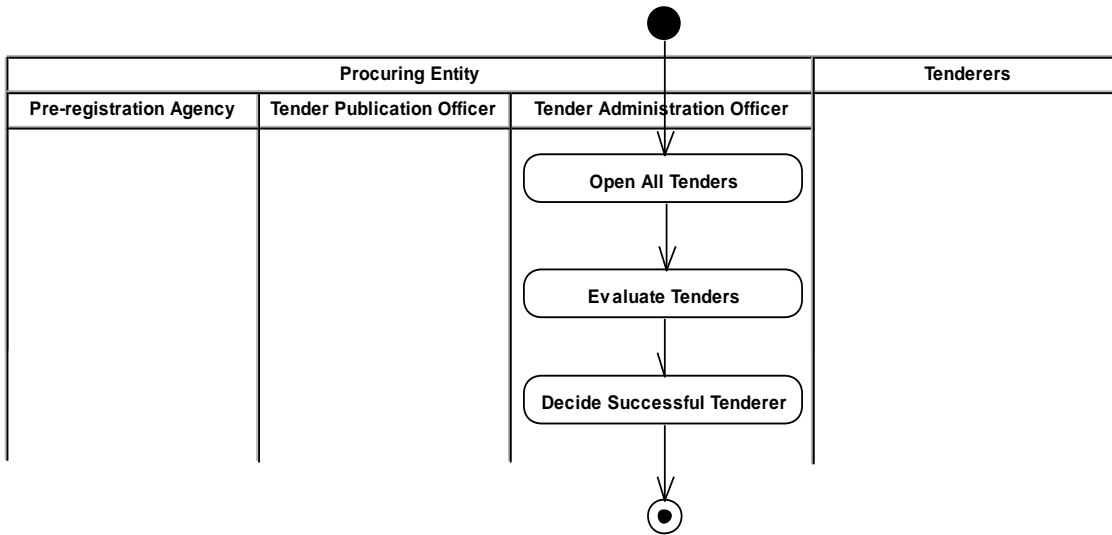 Procuring Entity
Tenderers
Pre-registration Agency
Tender Publication Officer
Tender Administration Officer
Open All Tenders
Evaluate Tenders
Decide Successful Tenderer